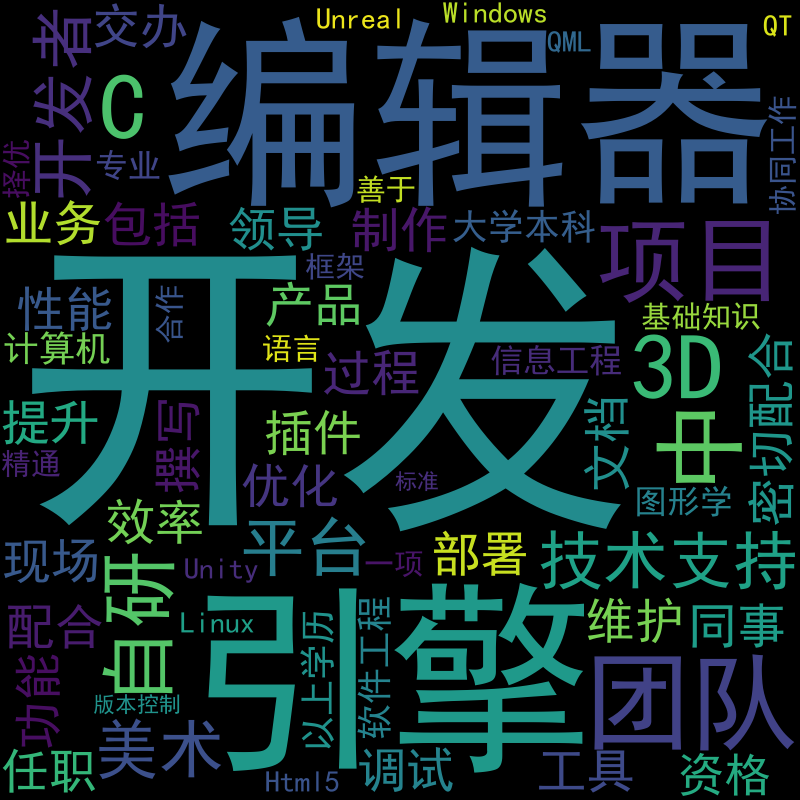 Unreal
Windows
QT
交办
编辑器
QML
开发者
C
协同工作
择优
专业
善于
业务
包括
领导
制作
大学本科
项目
开发
框架
性能
合作
产品
基础知识
计算机
语言
过程
信息工程
3D
密切配合
提升
撰写
插件
文档
中
精通
优化
标准
图形学
效率
平台
部署
技术支持
现场
自研
Unity
一项
引擎
配合
Linux
以上学历
软件工程
维护
同事
功能
团队
版本控制
美术
任职
Html5
调试
工具
资格